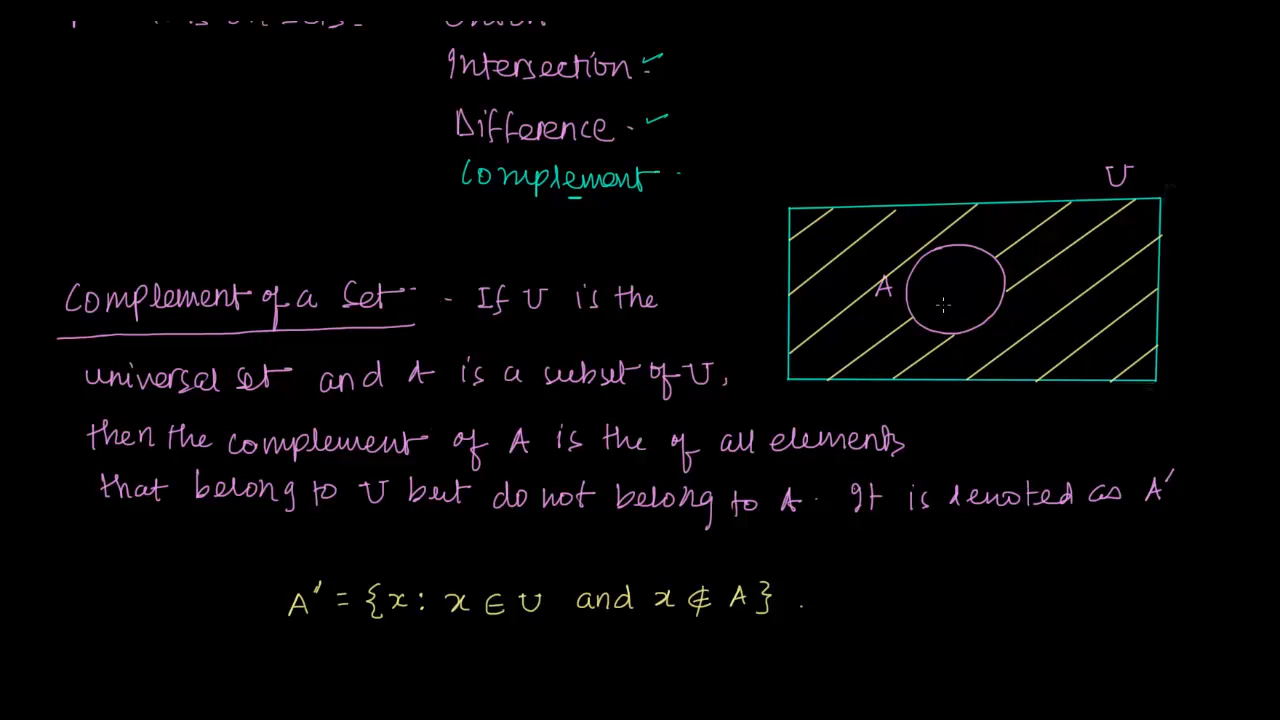 Intersection.
Difference.
Complement.
U
A
Complement of a Set. If U is the
universal set and A is a subset of U,
then the complement of A is the of all elements
that belong to U but do not belong to A. It is denoted as A'
A' = {x: x ∈ U and x ∉ A}.